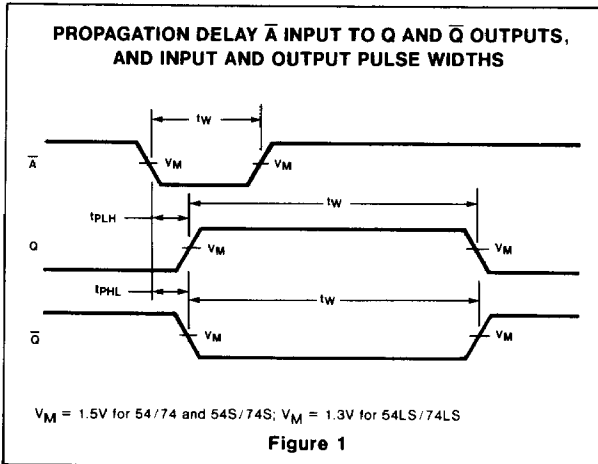 PROPAGATION DELAY A̅ INPUT TO Q AND Q̅ OUTPUTS,
AND INPUT AND OUTPUT PULSE WIDTHS
tW
A̅
VM
VM
tPLH
tW
Q
VM
VM
tPHL
tW
Q̅
VM
VM
VM = 1.5V for 54/74 and 54S/74S; VM = 1.3V for 54LS/74LS
Figure 1